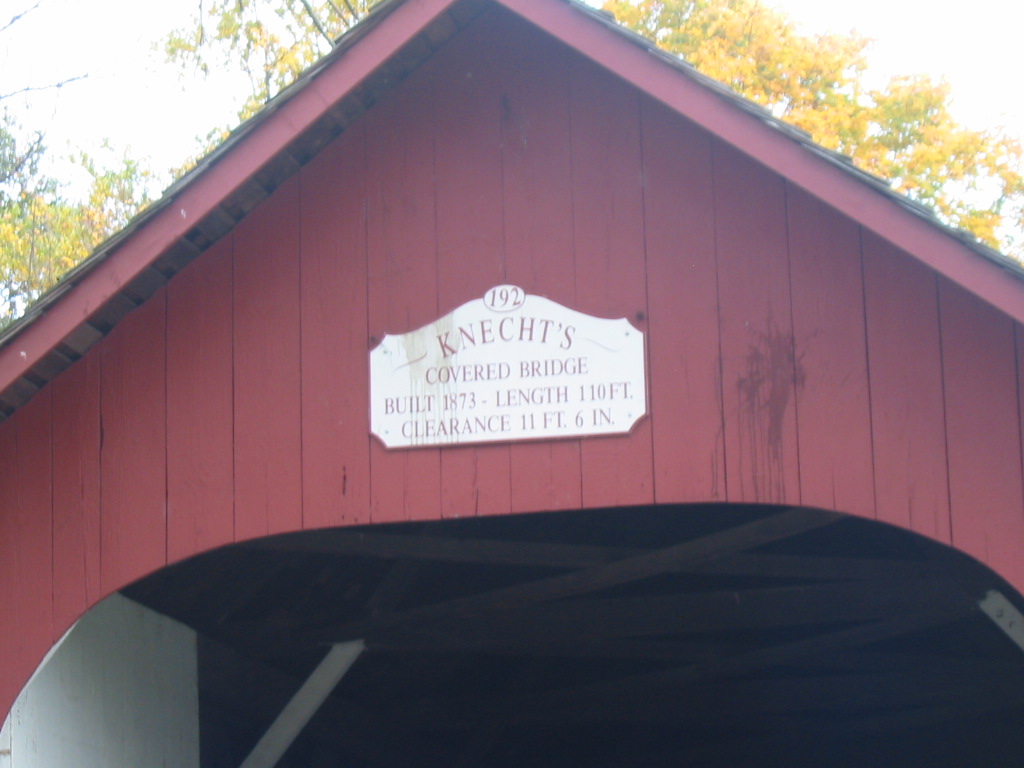 192
KNECHT'S
COVERED BRIDGE
BUILT 1873 - LENGTH 110 FT.
CLEARANCE 11 FT. 6 IN.